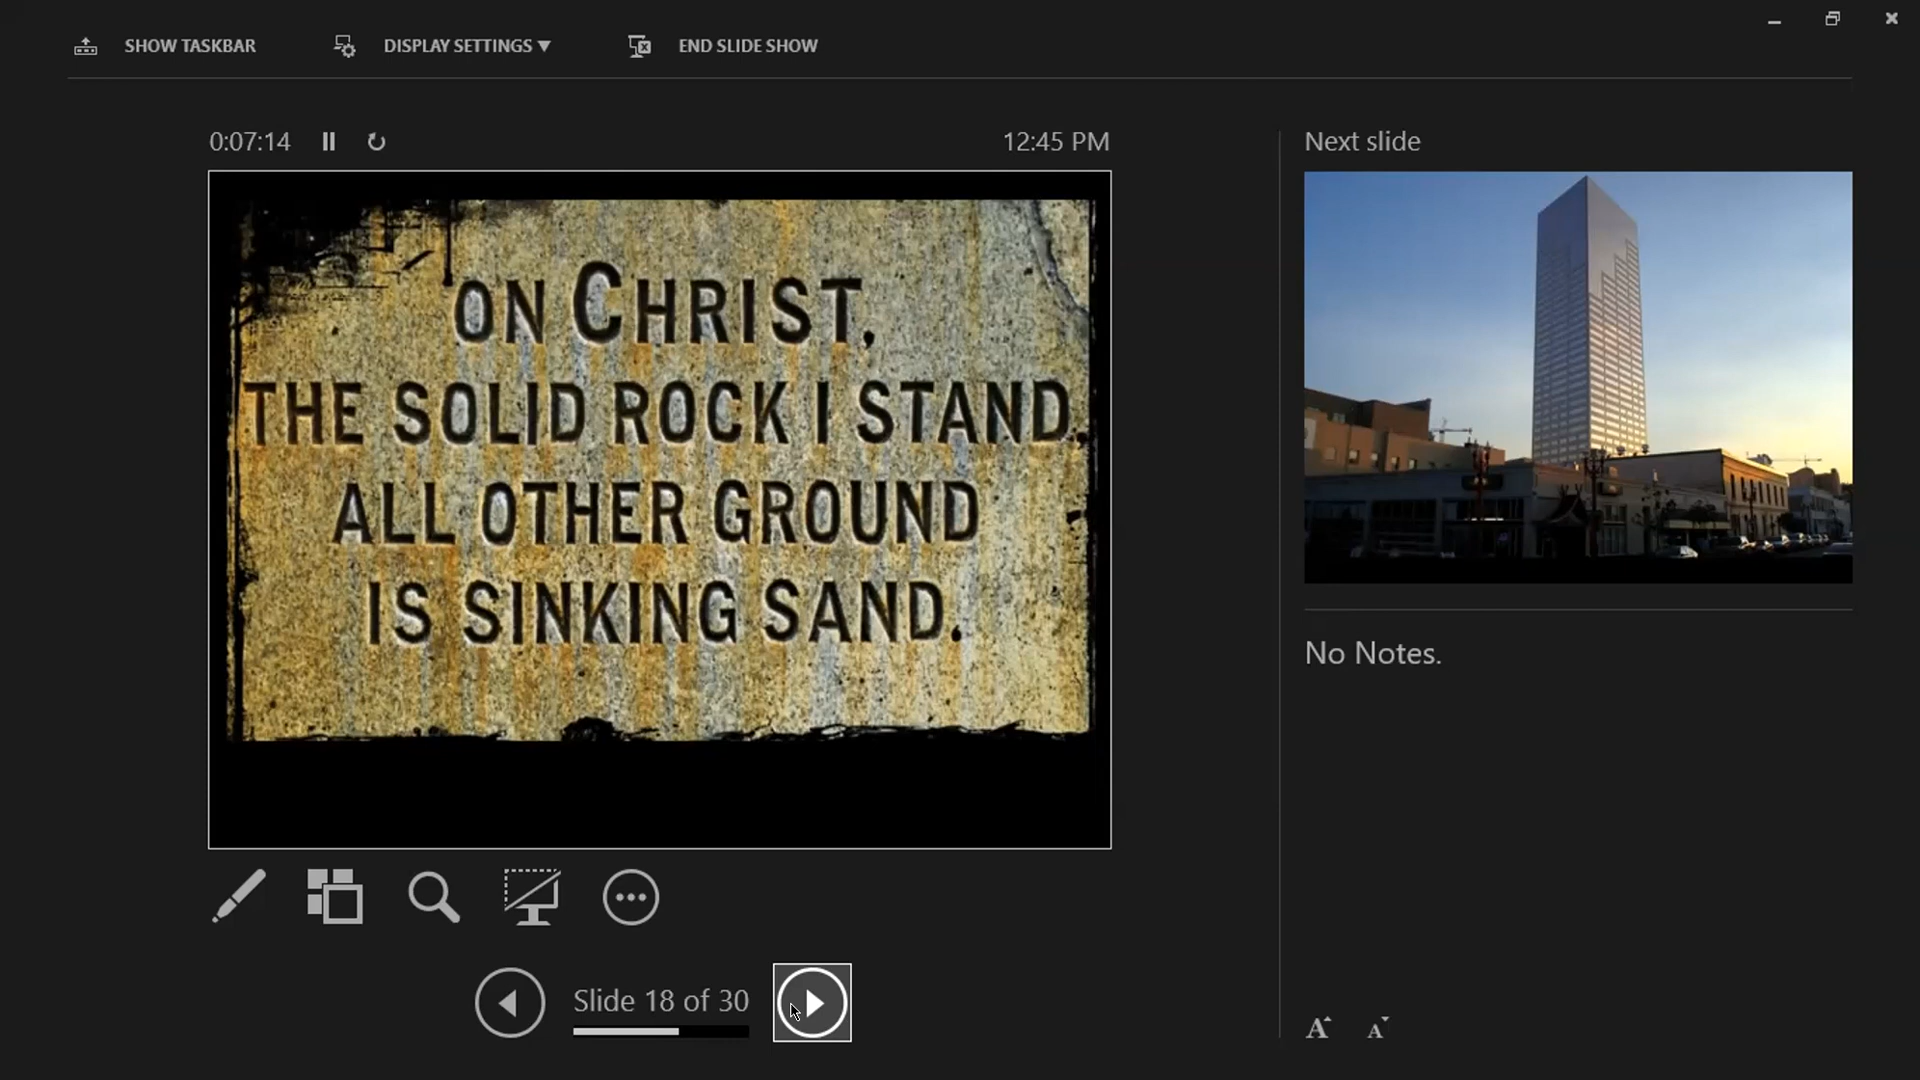 SHOW TASKBAR
DISPLAY SETTINGS ▼
END SLIDE SHOW
0:07:14
12:45 PM
Next slide
ON CHRIST,
THE SOLID ROCK I STAND
ALL OTHER GROUND
IS SINKING SAND.
No Notes.
Slide 18 of 30
A A